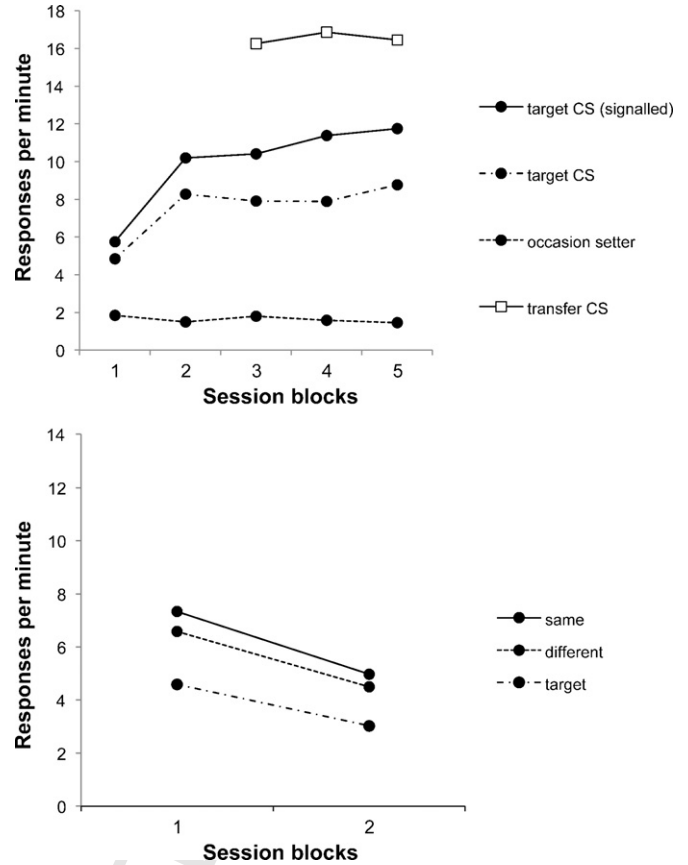 18
16
14
12
10
8
6
4
2
0
Responses per minute
1 2 3 4 5
Session blocks
target CS (signalled)
target CS
occasion setter
transfer CS
14
12
10
8
6
4
2
0
Responses per minute
1 2
Session blocks
same
different
target